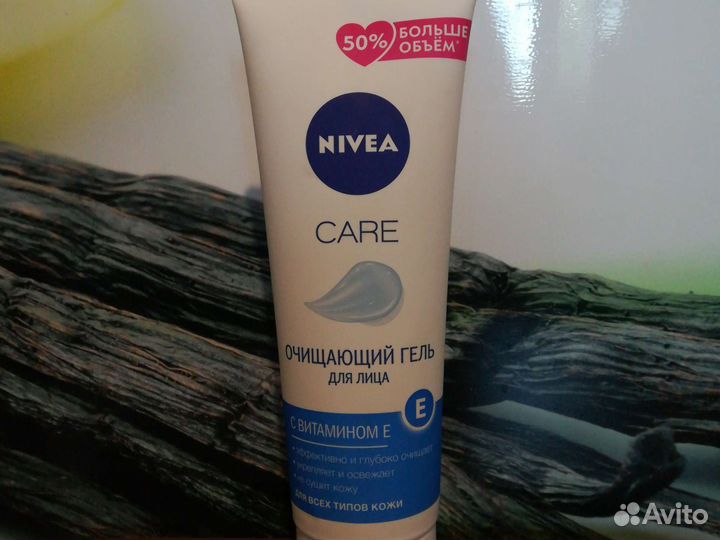 50% БОЛЬШЕ
ОБЪЁМ*
NIVEA
CARE
ОЧИЩАЮЩИЙ ГЕЛЬ
ДЛЯ ЛИЦА
E
С ВИТАМИНОМ Е
• эффективно и глубоко очищает
• укрепляет и освежает
• не сушит кожу
ДЛЯ ВСЕХ ТИПОВ КОЖИ
Avito